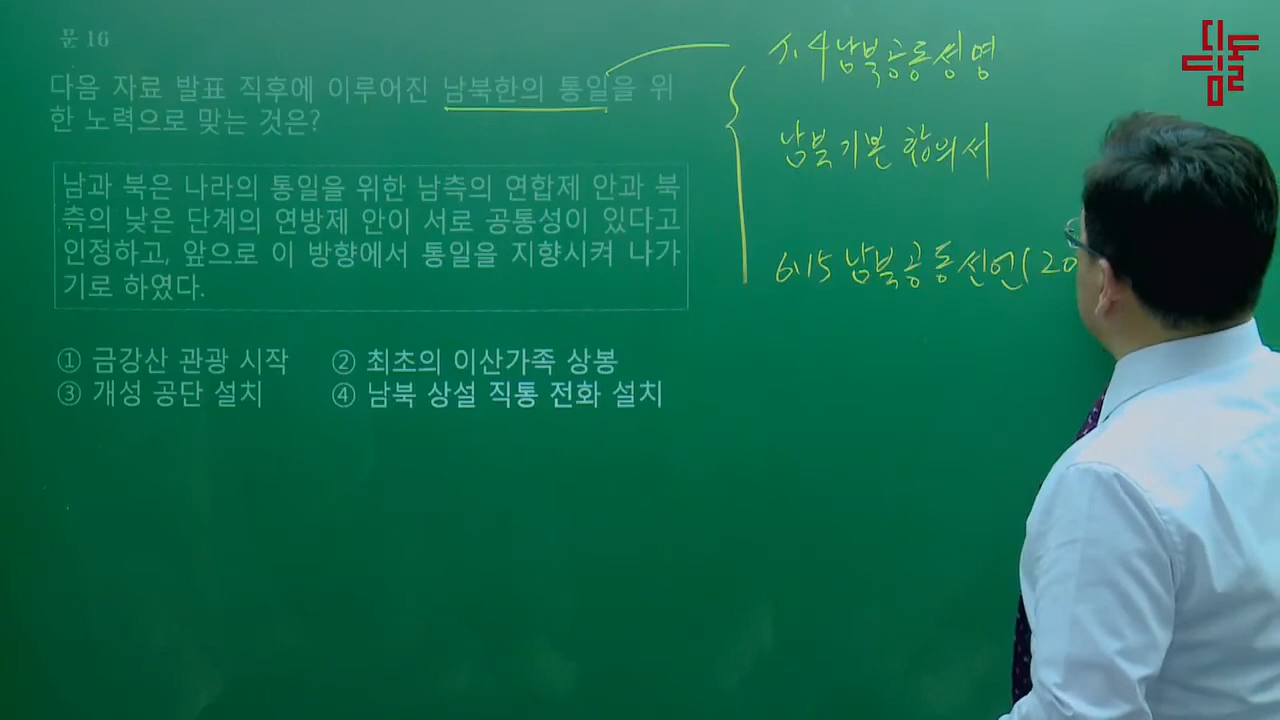 문 16
다음 자료 발표 직후에 이루어진 남북한의 통일을 위
한 노력으로 맞는 것은?
남과 북은 나라의 통일을 위한 남측의 연합제 안과 북
측의 낮은 단계의 연방제 안이 서로 공통성이 있다고
인정하고, 앞으로 이 방향에서 통일을 지향시켜 나가
기로 하였다.
① 금강산 관광 시작 ② 최초의 이산가족 상봉
③ 개성 공단 설치 ④ 남북 상설 직통 전화 설치
7.4 남북공동성명
남북기본합의서
6.15 남북공동선언(20